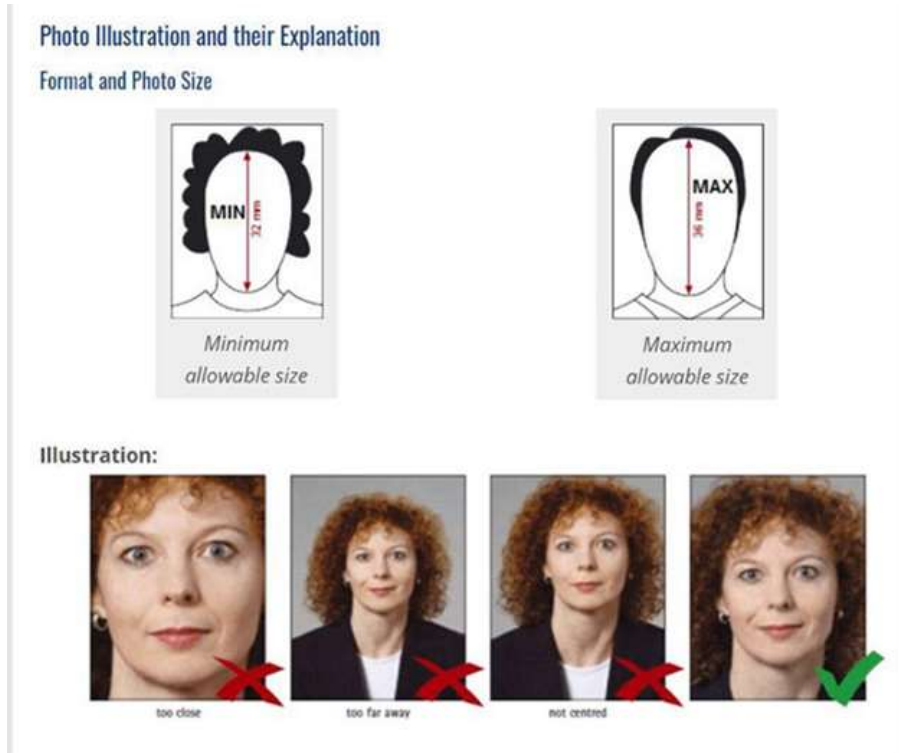 Photo Illustration and their Explanation
Format and Photo Size
MIN
32 mm
MAX
36 mm
Minimum
allowable size
Maximum
allowable size
Illustration:
too close
too far away
not centred